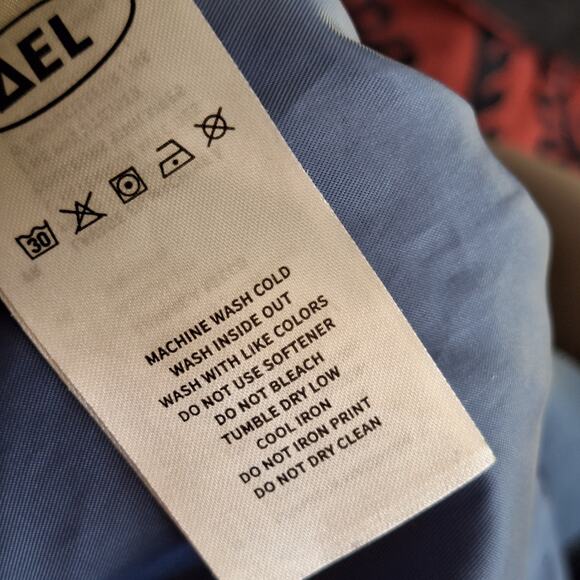 AEL
30
MACHINE WASH COLD
WASH INSIDE OUT
WASH WITH LIKE COLORS
DO NOT USE SOFTENER
DO NOT BLEACH
TUMBLE DRY LOW
COOL IRON
DO NOT IRON PRINT
DO NOT DRY CLEAN